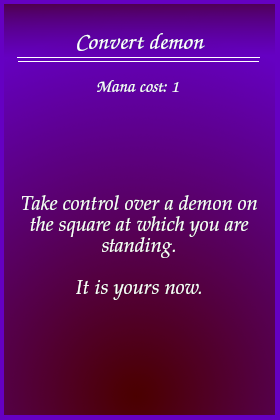 Convert demon
Mana cost: 1
Take control over a demon on
the square at which you are
standing.
It is yours now.